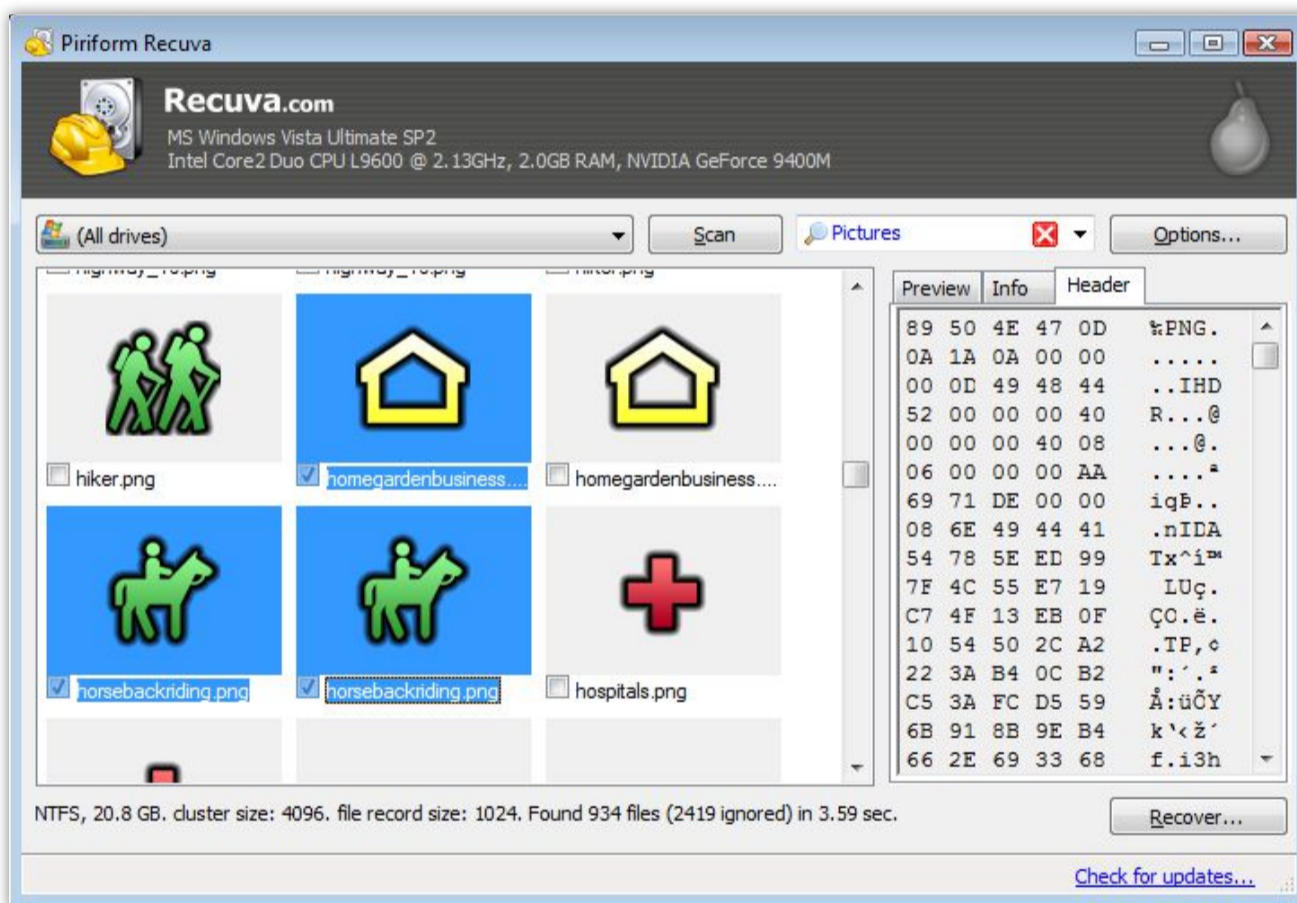 Piriform Recuva
Recuva.com
MS Windows Vista Ultimate SP2
Intel Core2 Duo CPU L9600 @ 2.13GHz, 2.0GB RAM, NVIDIA GeForce 9400M
(All drives)
Scan
Pictures
Options...
hiker.png
homegardenbusiness....
homegardenbusiness....
horsebackriding.png
horsebackriding.png
hospitals.png
Preview Info Header
89 50 4E 47 0D ‰PNG.
0A 1A 0A 00 00 .....
00 0D 49 48 44 ..IHD
52 00 00 00 40 R...@
00 00 00 40 08 ...@.
06 00 00 00 AA ....ª
69 71 DE 00 00 iqÞ..
08 6E 49 44 41 .nIDA
54 78 5E ED 99 Tx^í™
7F 4C 55 E7 19 LUç.
C7 4F 13 EB 0F ÇO.ë.
10 54 50 2C A2 .TP,¢
22 3A B4 0C B2 ":´.²
C5 3A FC D5 59 Å:üÕY
6B 91 8B 9E B4 k‘‹ž´
66 2E 69 33 68 f.i3h
NTFS, 20.8 GB. cluster size: 4096. file record size: 1024. Found 934 files (2419 ignored) in 3.59 sec.
Recover...
Check for updates...